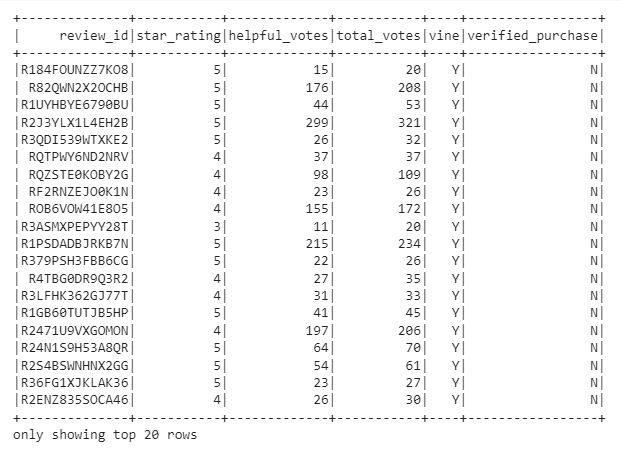 +--------------+-----------+-------------+-----------+----+-----------------+
|     review_id|star_rating|helpful_votes|total_votes|vine|verified_purchase|
+--------------+-----------+-------------+-----------+----+-----------------+
|R184FOUNZZ7KO8|          5|           15|         20|   Y|                N|
| R82QWN2X2OCHB|          5|          176|        208|   Y|                N|
|R1UYHBYE6790BU|          5|           44|         53|   Y|                N|
|R2J3YLX1L4EH2B|          5|          299|        321|   Y|                N|
|R3QDI539WTXKE2|          5|           26|         32|   Y|                N|
| RQTPWY6ND2NRV|          4|           37|         37|   Y|                N|
| RQZSTE0KOBY2G|          4|           98|        109|   Y|                N|
| RF2RNZEJO0K1N|          4|           23|         26|   Y|                N|
| ROB6VOW41E8O5|          4|          155|        172|   Y|                N|
|R3ASMXPEPYY28T|          3|           11|         20|   Y|                N|
|R1PSDADBJRKB7N|          5|          215|        234|   Y|                N|
|R379PSH3FBB6CG|          5|           22|         26|   Y|                N|
| R4TBG0DR9Q3R2|          4|           27|         35|   Y|                N|
|R3LFHK362GJ77T|          4|           31|         33|   Y|                N|
|R1GB60TUTJB5HP|          5|           41|         45|   Y|                N|
|R2471U9VXGOMON|          4|          197|        206|   Y|                N|
|R24N1S9H53A8QR|          5|           64|         70|   Y|                N|
|R2S4BSWNHNX2GG|          5|           54|         61|   Y|                N|
|R36FG1XJKLAK36|          5|           23|         27|   Y|                N|
|R2ENZ835SOCA46|          4|           26|         30|   Y|                N|
+--------------+-----------+-------------+-----------+----+-----------------+
only showing top 20 rows